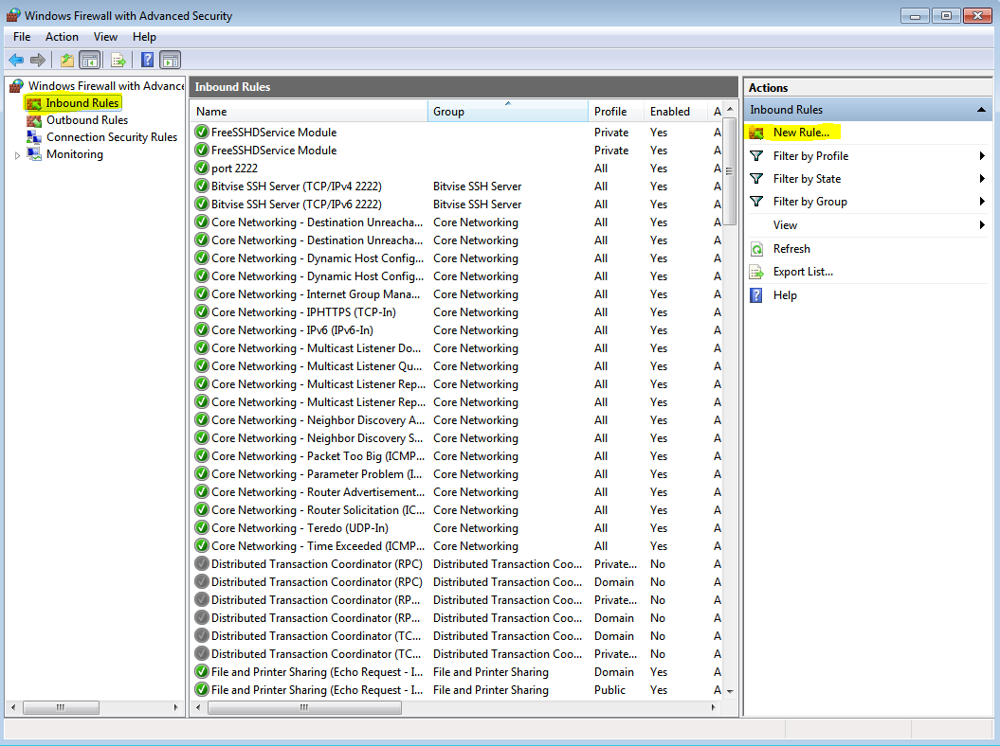 Windows Firewall with Advanced Security
File Action View Help
Windows Firewall with Advance
Inbound Rules
Outbound Rules
Connection Security Rules
Monitoring
Inbound Rules
Name Group Profile Enabled A
FreeSSHDService Module Private Yes A
FreeSSHDService Module Private Yes A
port 2222 All Yes A
Bitvise SSH Server (TCP/IPv4 2222) Bitvise SSH Server All Yes A
Bitvise SSH Server (TCP/IPv6 2222) Bitvise SSH Server All Yes A
Core Networking - Destination Unreacha... Core Networking All Yes A
Core Networking - Destination Unreacha... Core Networking All Yes A
Core Networking - Dynamic Host Config... Core Networking All Yes A
Core Networking - Dynamic Host Config... Core Networking All Yes A
Core Networking - Internet Group Mana... Core Networking All Yes A
Core Networking - IPHTTPS (TCP-In) Core Networking All Yes A
Core Networking - IPv6 (IPv6-In) Core Networking All Yes A
Core Networking - Multicast Listener Do... Core Networking All Yes A
Core Networking - Multicast Listener Qu... Core Networking All Yes A
Core Networking - Multicast Listener Rep... Core Networking All Yes A
Core Networking - Multicast Listener Rep... Core Networking All Yes A
Core Networking - Neighbor Discovery A... Core Networking All Yes A
Core Networking - Neighbor Discovery S... Core Networking All Yes A
Core Networking - Packet Too Big (ICMP... Core Networking All Yes A
Core Networking - Parameter Problem (I... Core Networking All Yes A
Core Networking - Router Advertisement... Core Networking All Yes A
Core Networking - Router Solicitation (IC... Core Networking All Yes A
Core Networking - Teredo (UDP-In) Core Networking All Yes A
Core Networking - Time Exceeded (ICMP... Core Networking All Yes A
Distributed Transaction Coordinator (RPC) Distributed Transaction Coo... Private... No A
Distributed Transaction Coordinator (RPC) Distributed Transaction Coo... Domain No A
Distributed Transaction Coordinator (RP... Distributed Transaction Coo... Private... No A
Distributed Transaction Coordinator (RP... Distributed Transaction Coo... Domain No A
Distributed Transaction Coordinator (TC... Distributed Transaction Coo... Domain No A
Distributed Transaction Coordinator (TC... Distributed Transaction Coo... Private... No A
File and Printer Sharing (Echo Request - I... File and Printer Sharing Domain Yes A
File and Printer Sharing (Echo Request - I... File and Printer Sharing Public Yes A
Actions
Inbound Rules
New Rule...
Filter by Profile
Filter by State
Filter by Group
View
Refresh
Export List...
Help